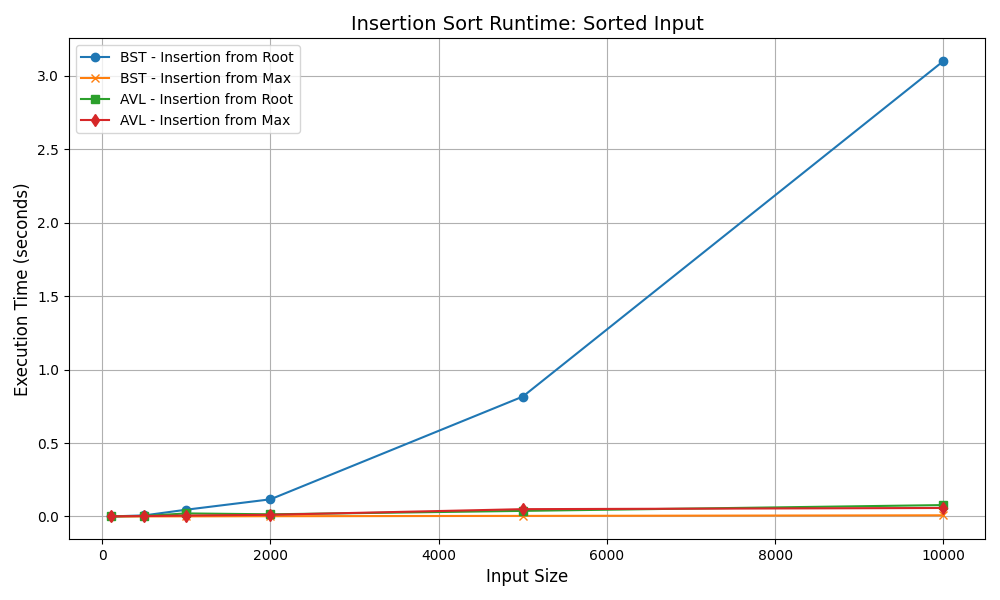 Insertion Sort Runtime: Sorted Input
BST - Insertion from Root
BST - Insertion from Max
AVL - Insertion from Root
AVL - Insertion from Max
3.0
2.5
2.0
1.5
1.0
0.5
0.0
Execution Time (seconds)
0
2000
4000
6000
8000
10000
Input Size